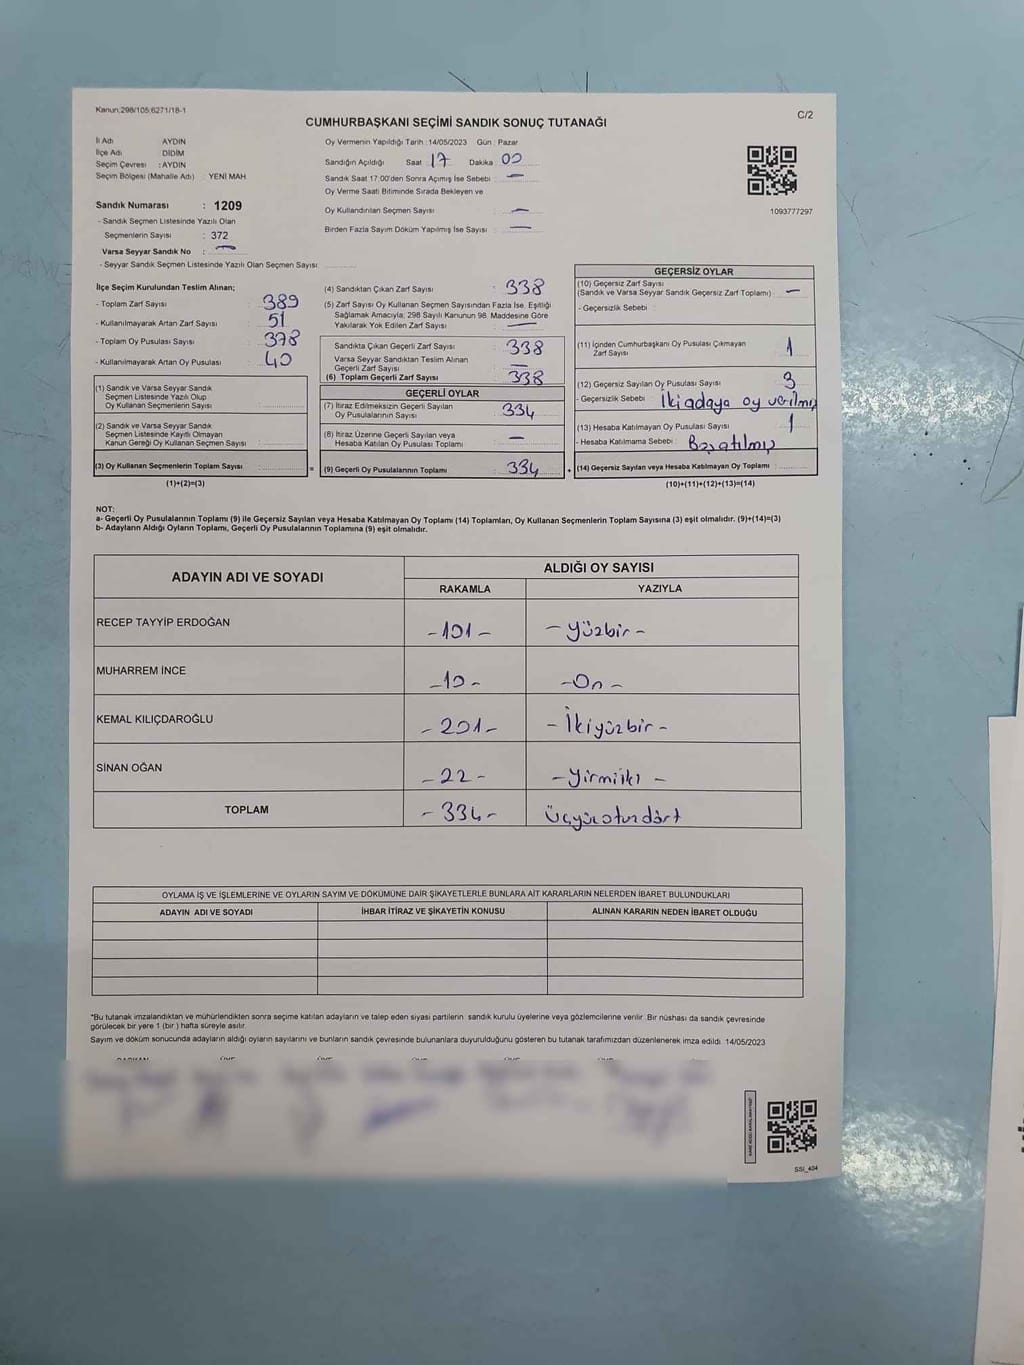 Kanun:298/105;6271/18-1
C/2
CUMHURBAŞKANI SEÇİMİ SANDIK SONUÇ TUTANAĞI
İl Adı AYDIN
İlçe Adı DİDİM
Seçim Çevresi : AYDIN
Seçim Bölgesi (Mahalle Adı) : YENİ MAH
Sandık Numarası : 1209
- Sandık Seçmen Listesinde Yazılı Olan
Seçmenlerin Sayısı : 372
Varsa Seyyar Sandık No : —
- Seyyar Sandık Seçmen Listesinde Yazılı Olan Seçmen Sayısı:
Oy Vermenin Yapıldığı Tarih :14/05/2023 Gün : Pazar
Sandığın Açıldığı Saat 17 Dakika 00
Sandık Saat 17:00'den Sonra Açımış İse Sebebi : —
Oy Verme Saati Bitiminde Sırada Bekleyen ve
Oy Kullandırılan Seçmen Sayısı : —
Birden Fazla Sayım Döküm Yapılmış İse Sayısı : —
1093777297
İlçe Seçim Kurulundan Teslim Alınan;
- Toplam Zarf Sayısı : 389
- Kullanılmayarak Artan Zarf Sayısı : 51
- Toplam Oy Pusulası Sayısı : 378
- Kullanılmayarak Artan Oy Pusulası : 40
(1) Sandık ve Varsa Seyyar Sandık
Seçmen Listesinde Yazılı Olup
Oy Kullanan Seçmenlerin Sayısı :
(2) Sandık ve Varsa Seyyar Sandık
Seçmen Listesinde Kayıtlı Olmayan
Kanun Gereği Oy Kullanan Seçmen Sayısı :
(3) Oy Kullanan Seçmenlerin Toplam Sayısı :
=
(1)+(2)=(3)
(4) Sandıktan Çıkan Zarf Sayısı : 338
(5) Zarf Sayısı Oy Kullanan Seçmen Sayısından Fazla İse, Eşitliği
Sağlamak Amacıyla; 298 Sayılı Kanunun 98. Maddesine Göre
Yakılarak Yok Edilen Zarf Sayısı : —
Sandıkta Çıkan Geçerli Zarf Sayısı : 338
Varsa Seyyar Sandıktan Teslim Alınan
Geçerli Zarf Sayısı : —
(6) Toplam Geçerli Zarf Sayısı : 338
GEÇERLİ OYLAR
(7) İtiraz Edilmeksizin Geçerli Sayılan
Oy Pusulalarının Sayısı : 334
(8) İtiraz Üzerine Geçerli Sayılan veya
Hesaba Katılan Oy Pusulası Toplamı : —
(9) Geçerli Oy Pusulalarının Toplamı : 334
+
GEÇERSİZ OYLAR
(10) Geçersiz Zarf Sayısı
(Sandık ve Varsa Seyyar Sandık Geçersiz Zarf Toplamı) : —
- Geçersizlik Sebebi :
(11) İçinden Cumhurbaşkanı Oy Pusulası Çıkmayan
Zarf Sayısı : 1
(12) Geçersiz Sayılan Oy Pusulası Sayısı : 3
- Geçersizlik Sebebi : İki adaya oy verilmiş
(13) Hesaba Katılmayan Oy Pusulası Sayısı : 1
- Hesaba Katılmama Sebebi : Boş atılmış
(14) Geçersiz Sayılan veya Hesaba Katılmayan Oy Toplamı :
(10)+(11)+(12)+(13)=(14)
NOT:
a- Geçerli Oy Pusulalarının Toplamı (9) ile Geçersiz Sayılan veya Hesaba Katılmayan Oy Toplamı (14) Toplamları, Oy Kullanan Seçmenlerin Toplam Sayısına (3) eşit olmalıdır. (9)+(14)=(3)
b- Adayların Aldığı Oyların Toplamı, Geçerli Oy Pusulalarının Toplamına (9) eşit olmalıdır.
ADAYIN ADI VE SOYADI ALDIĞI OY SAYISI
RAKAMLA YAZIYLA
RECEP TAYYİP ERDOĞAN -101- -Yüzbir-
MUHARREM İNCE -10- -On-
KEMAL KILIÇDAROĞLU -201- -İkiyüzbir-
SİNAN OĞAN -22- -Yirmiiki-
TOPLAM -334- Üçyüzotuzdört
OYLAMA İŞ VE İŞLEMLERİNE VE OYLARIN SAYIM VE DÖKÜMÜNE DAİR ŞİKAYETLERLE BUNLARA AİT KARARLARIN NELERDEN İBARET BULUNDUKLARI
ADAYIN ADI VE SOYADI İHBAR İTİRAZ VE ŞİKAYETİN KONUSU ALINAN KARARIN NEDEN İBARET OLDUĞU
*Bu tutanak imzalandıktan ve mühürlendikten sonra seçime katılan adayların ve talep eden siyasi partilerin sandık kurulu üyelerine veya gözlemcilerine verilir. Bir nüshası da sandık çevresinde
görülecek bir yere 1 (bir ) hafta süreyle asılır.
Sayım ve döküm sonucunda adayların aldığı oyların sayılarını ve bunların sandık çevresinde bulunanlara duyurulduğunu gösteren bu tutanak tarafımızdan düzenlenerek imza edildi. 14/05/2023
SSI_404